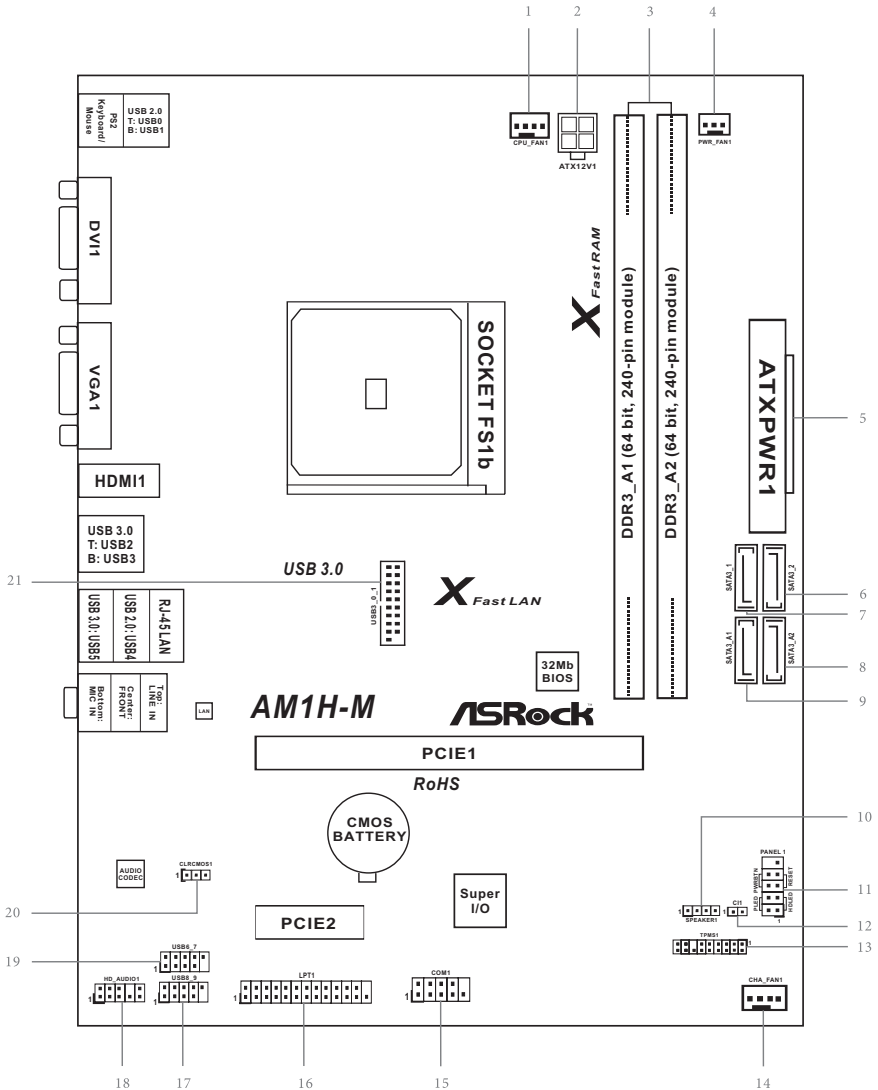 1
2
3
4
PS2
Keyboard/
Mouse
USB 2.0
T: USB0
B: USB1
CPU_FAN1
ATX12V1
PWR_FAN1
DVI1
X Fast RAM
DDR3_A1 (64 bit, 240-pin module)
DDR3_A2 (64 bit, 240-pin module)
SOCKET FS1b
VGA1
ATXPWR1
5
HDMI1
USB 3.0
T: USB2
B: USB3
21
USB 3.0
USB3_0_1
1
X Fast LAN
SATA3_1
SATA3_2
6
7
USB 3.0: USB5
USB 2.0: USB4
RJ-45 LAN
SATA3_A1
SATA3_A2
8
9
32Mb
BIOS
Top:
LINE IN
Center:
FRONT
Bottom:
MIC IN
LAN
AM1H-M
ASRock™
PCIE1
RoHS
CMOS
BATTERY
10
PANEL 1
PLED PWRBTN
HDLED RESET
1
11
AUDIO
CODEC
CLRCMOS1
1
20
Super
I/O
1
SPEAKER1
CI1
1
12
PCIE2
TPMS1
1
13
19
USB6_7
1
HD_AUDIO1
1
USB8_9
1
LPT1
1
COM1
1
CHA_FAN1
18
17
16
15
14